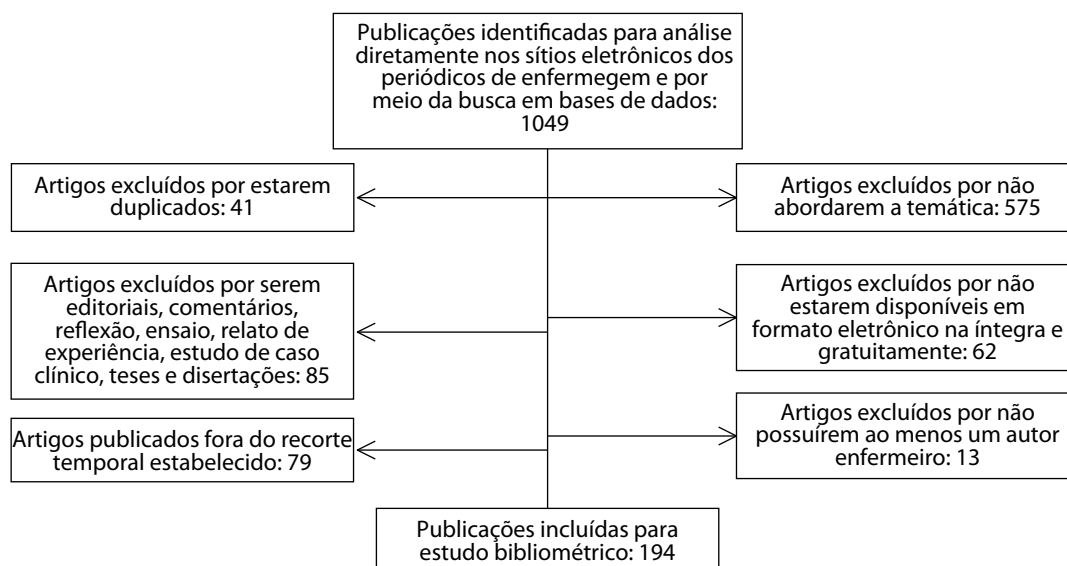 Publicações identificadas para análise
diretamente nos sítios eletrônicos dos
periódicos de enfermegem e por
meio da busca em bases de dados:
1049
Artigos excluídos por estarem
duplicados: 41
Artigos excluídos por não
abordarem a temática: 575
Artigos excluídos por serem
editoriais, comentários,
reflexão, ensaio, relato de
experiência, estudo de caso
clínico, teses e disertações: 85
Artigos excluídos por não
estarem disponíveis em
formato eletrônico na íntegra e
gratuitamente: 62
Artigos publicados fora do recorte
temporal estabelecido: 79
Artigos excluídos por não
possuírem ao menos um autor
enfermeiro: 13
Publicações incluídas para
estudo bibliométrico: 194